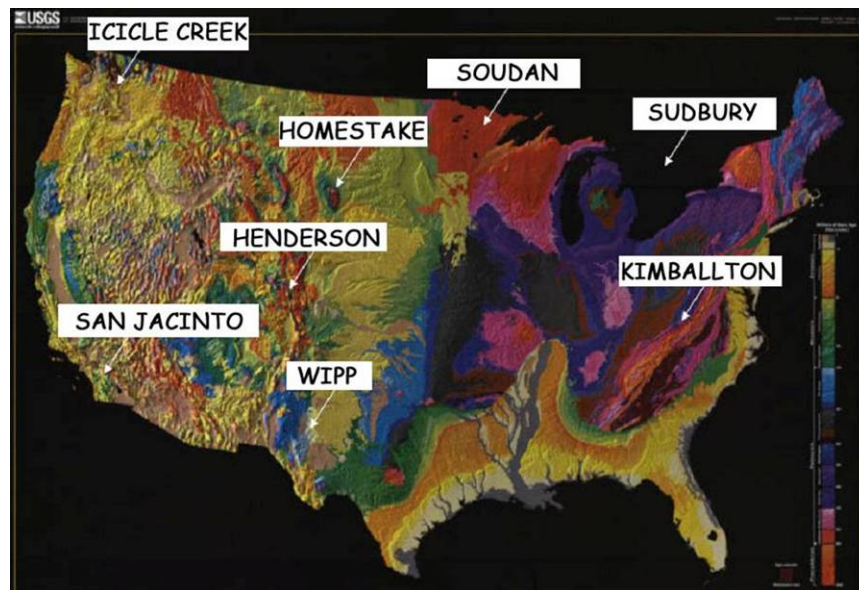 USGS
ICICLE CREEK
SOUDAN
SUDBURY
HOMESTAKE
HENDERSON
KIMBALLTON
SAN JACINTO
WIPP